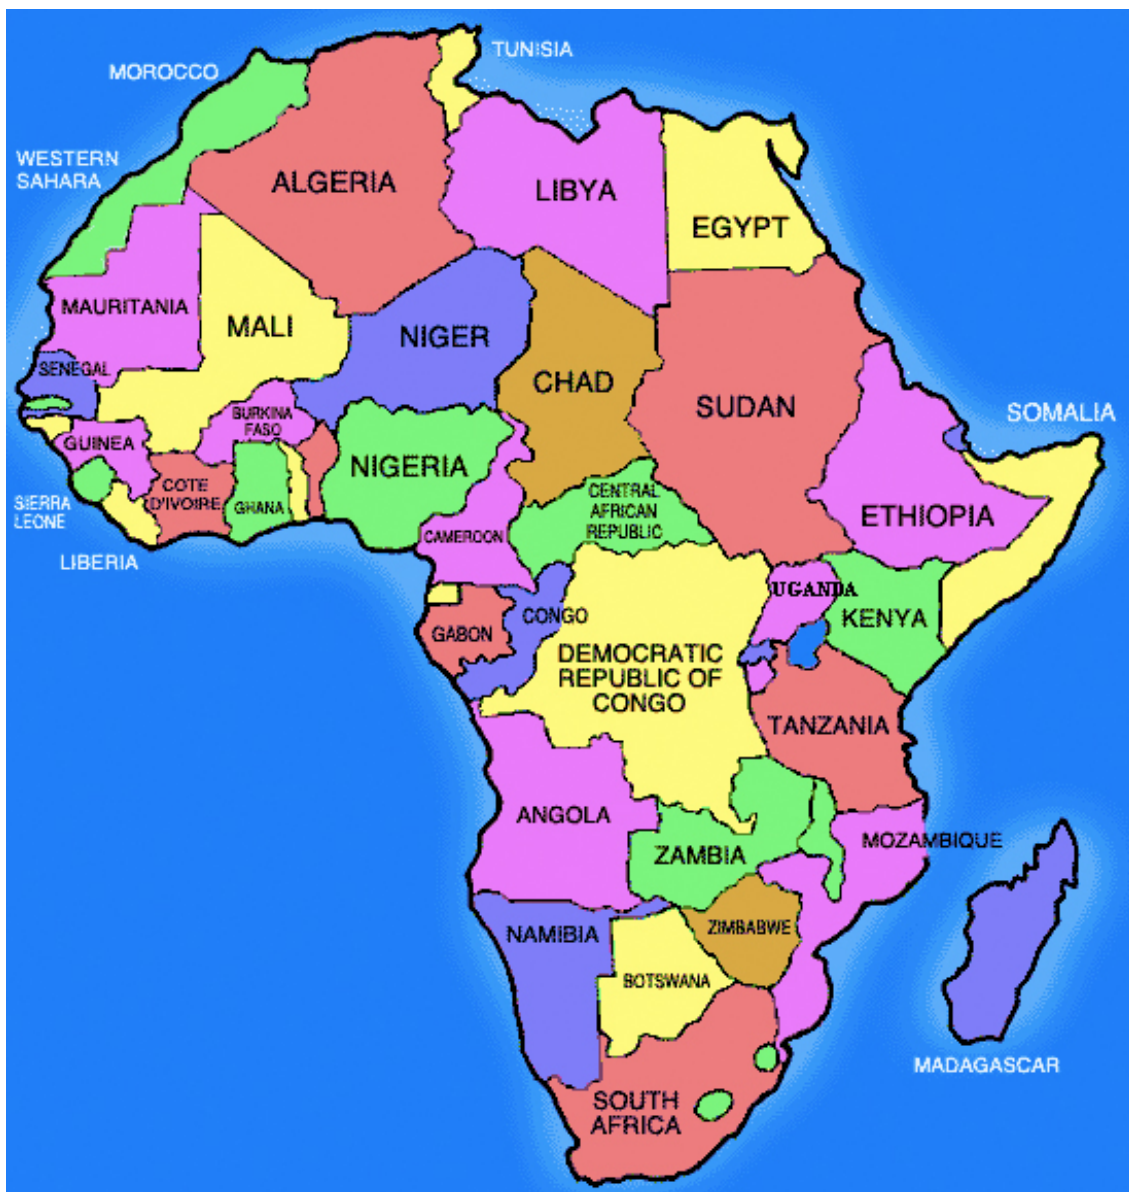 TUNISIA
MOROCCO
WESTERN
SAHARA
ALGERIA
LIBYA
EGYPT
MAURITANIA
MALI
NIGER
CHAD
SUDAN
SENEGAL
BURKINA
FASO
SOMALIA
GUINEA
NIGERIA
COTE
D'IVOIRE
GHANA
SIERRA
LEONE
CENTRAL
AFRICAN
REPUBLIC
ETHIOPIA
CAMEROON
LIBERIA
UGANDA
KENYA
CONGO
GABON
DEMOCRATIC
REPUBLIC OF
CONGO
TANZANIA
ANGOLA
ZAMBIA
MOZAMBIQUE
NAMIBIA
ZIMBABWE
BOTSWANA
MADAGASCAR
SOUTH
AFRICA